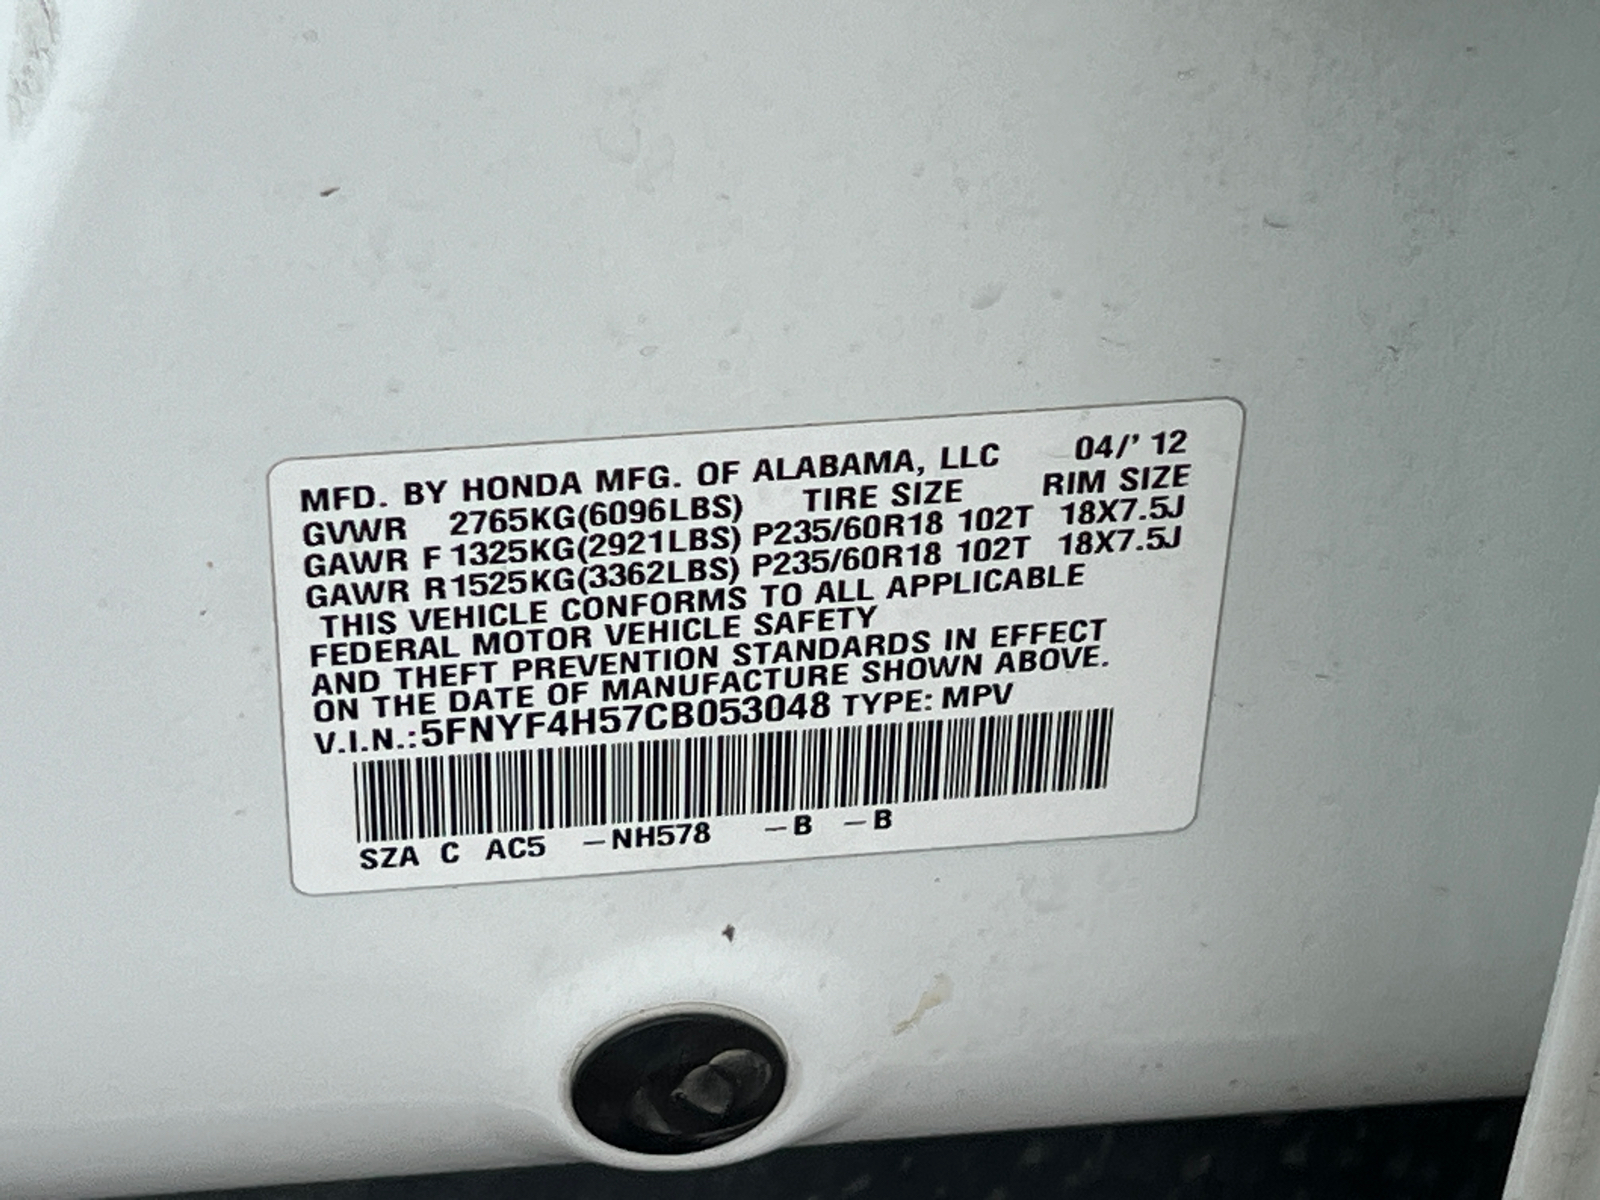 MFD. BY HONDA MFG. OF ALABAMA, LLC 04/' 12
GVWR 2765KG(6096LBS) TIRE SIZE RIM SIZE
GAWR F 1325KG(2921LBS) P235/60R18 102T 18X7.5J
GAWR R 1525KG(3362LBS) P235/60R18 102T 18X7.5J
THIS VEHICLE CONFORMS TO ALL APPLICABLE
FEDERAL MOTOR VEHICLE SAFETY
AND THEFT PREVENTION STANDARDS IN EFFECT
ON THE DATE OF MANUFACTURE SHOWN ABOVE.
V.I.N.: 5FNYF4H57CB053048 TYPE: MPV
SZA C AC5 –NH578 –B –B